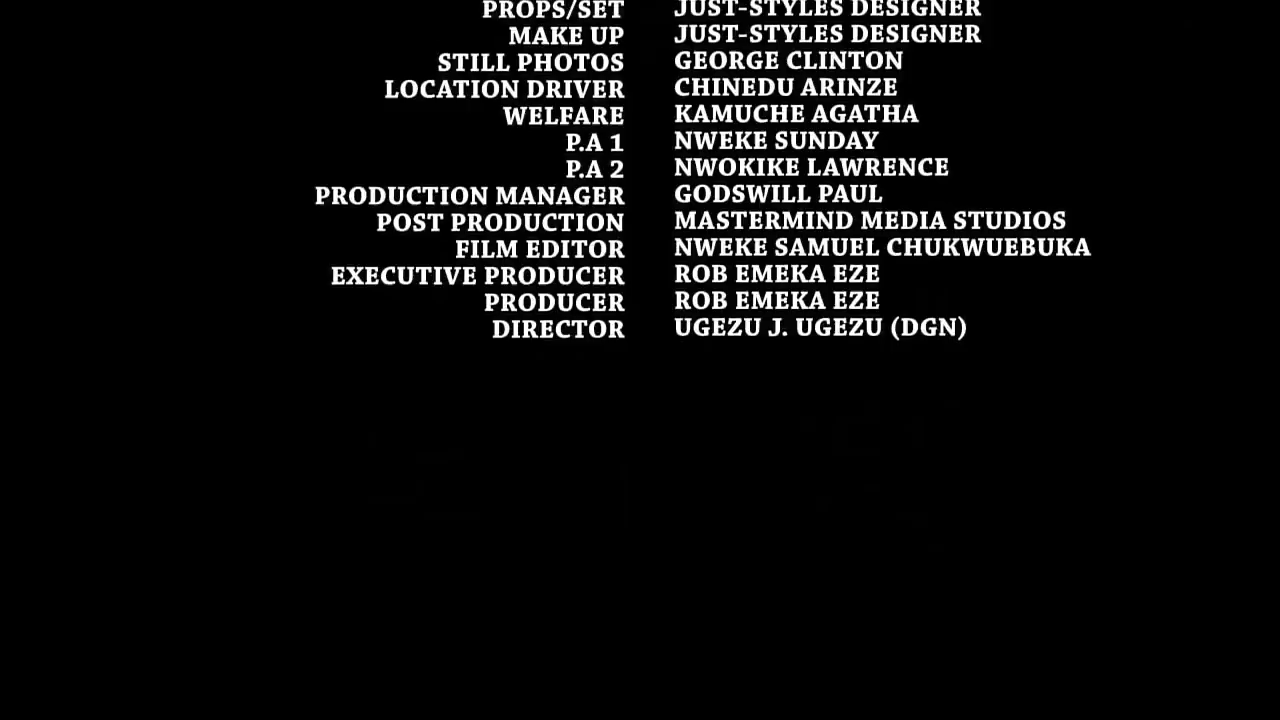 PROPS/SET JUST-STYLES DESIGNER
MAKE UP JUST-STYLES DESIGNER
STILL PHOTOS GEORGE CLINTON
LOCATION DRIVER CHINEDU ARINZE
WELFARE KAMUCHE AGATHA
P.A 1 NWEKE SUNDAY
P.A 2 NWOKIKE LAWRENCE
PRODUCTION MANAGER GODSWILL PAUL
POST PRODUCTION MASTERMIND MEDIA STUDIOS
FILM EDITOR NWEKE SAMUEL CHUKWUEBUKA
EXECUTIVE PRODUCER ROB EMEKA EZE
PRODUCER ROB EMEKA EZE
DIRECTOR UGEZU J. UGEZU (DGN)